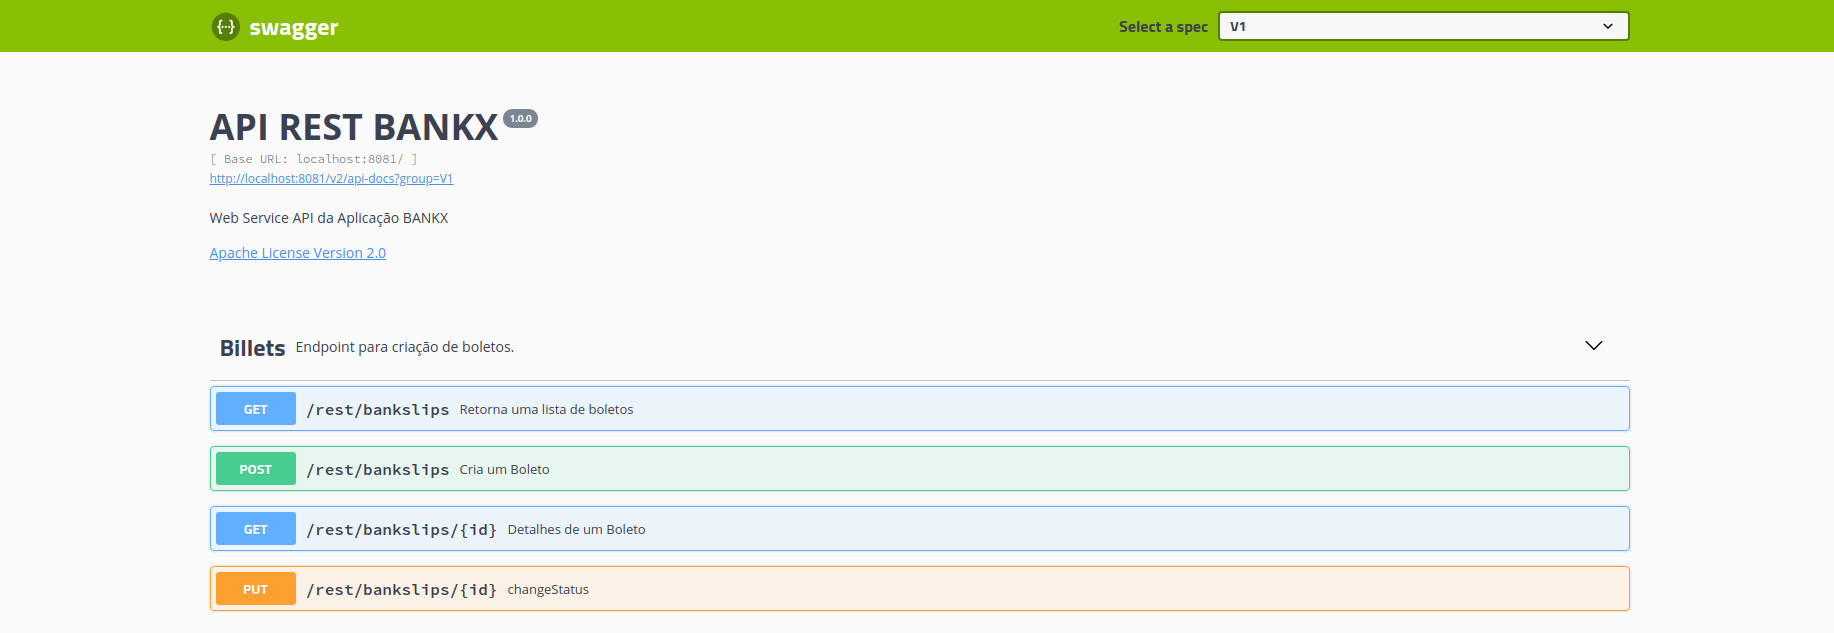 {···} swagger Select a spec V1
API REST BANKX 1.0.0
[ Base URL: localhost:8081/ ]
http://localhost:8081/v2/api-docs?group=V1
Web Service API da Aplicação BANKX
Apache License Version 2.0
Billets Endpoint para criação de boletos.
GET /rest/bankslips Retorna uma lista de boletos
POST /rest/bankslips Cria um Boleto
GET /rest/bankslips/{id} Detalhes de um Boleto
PUT /rest/bankslips/{id} changeStatus